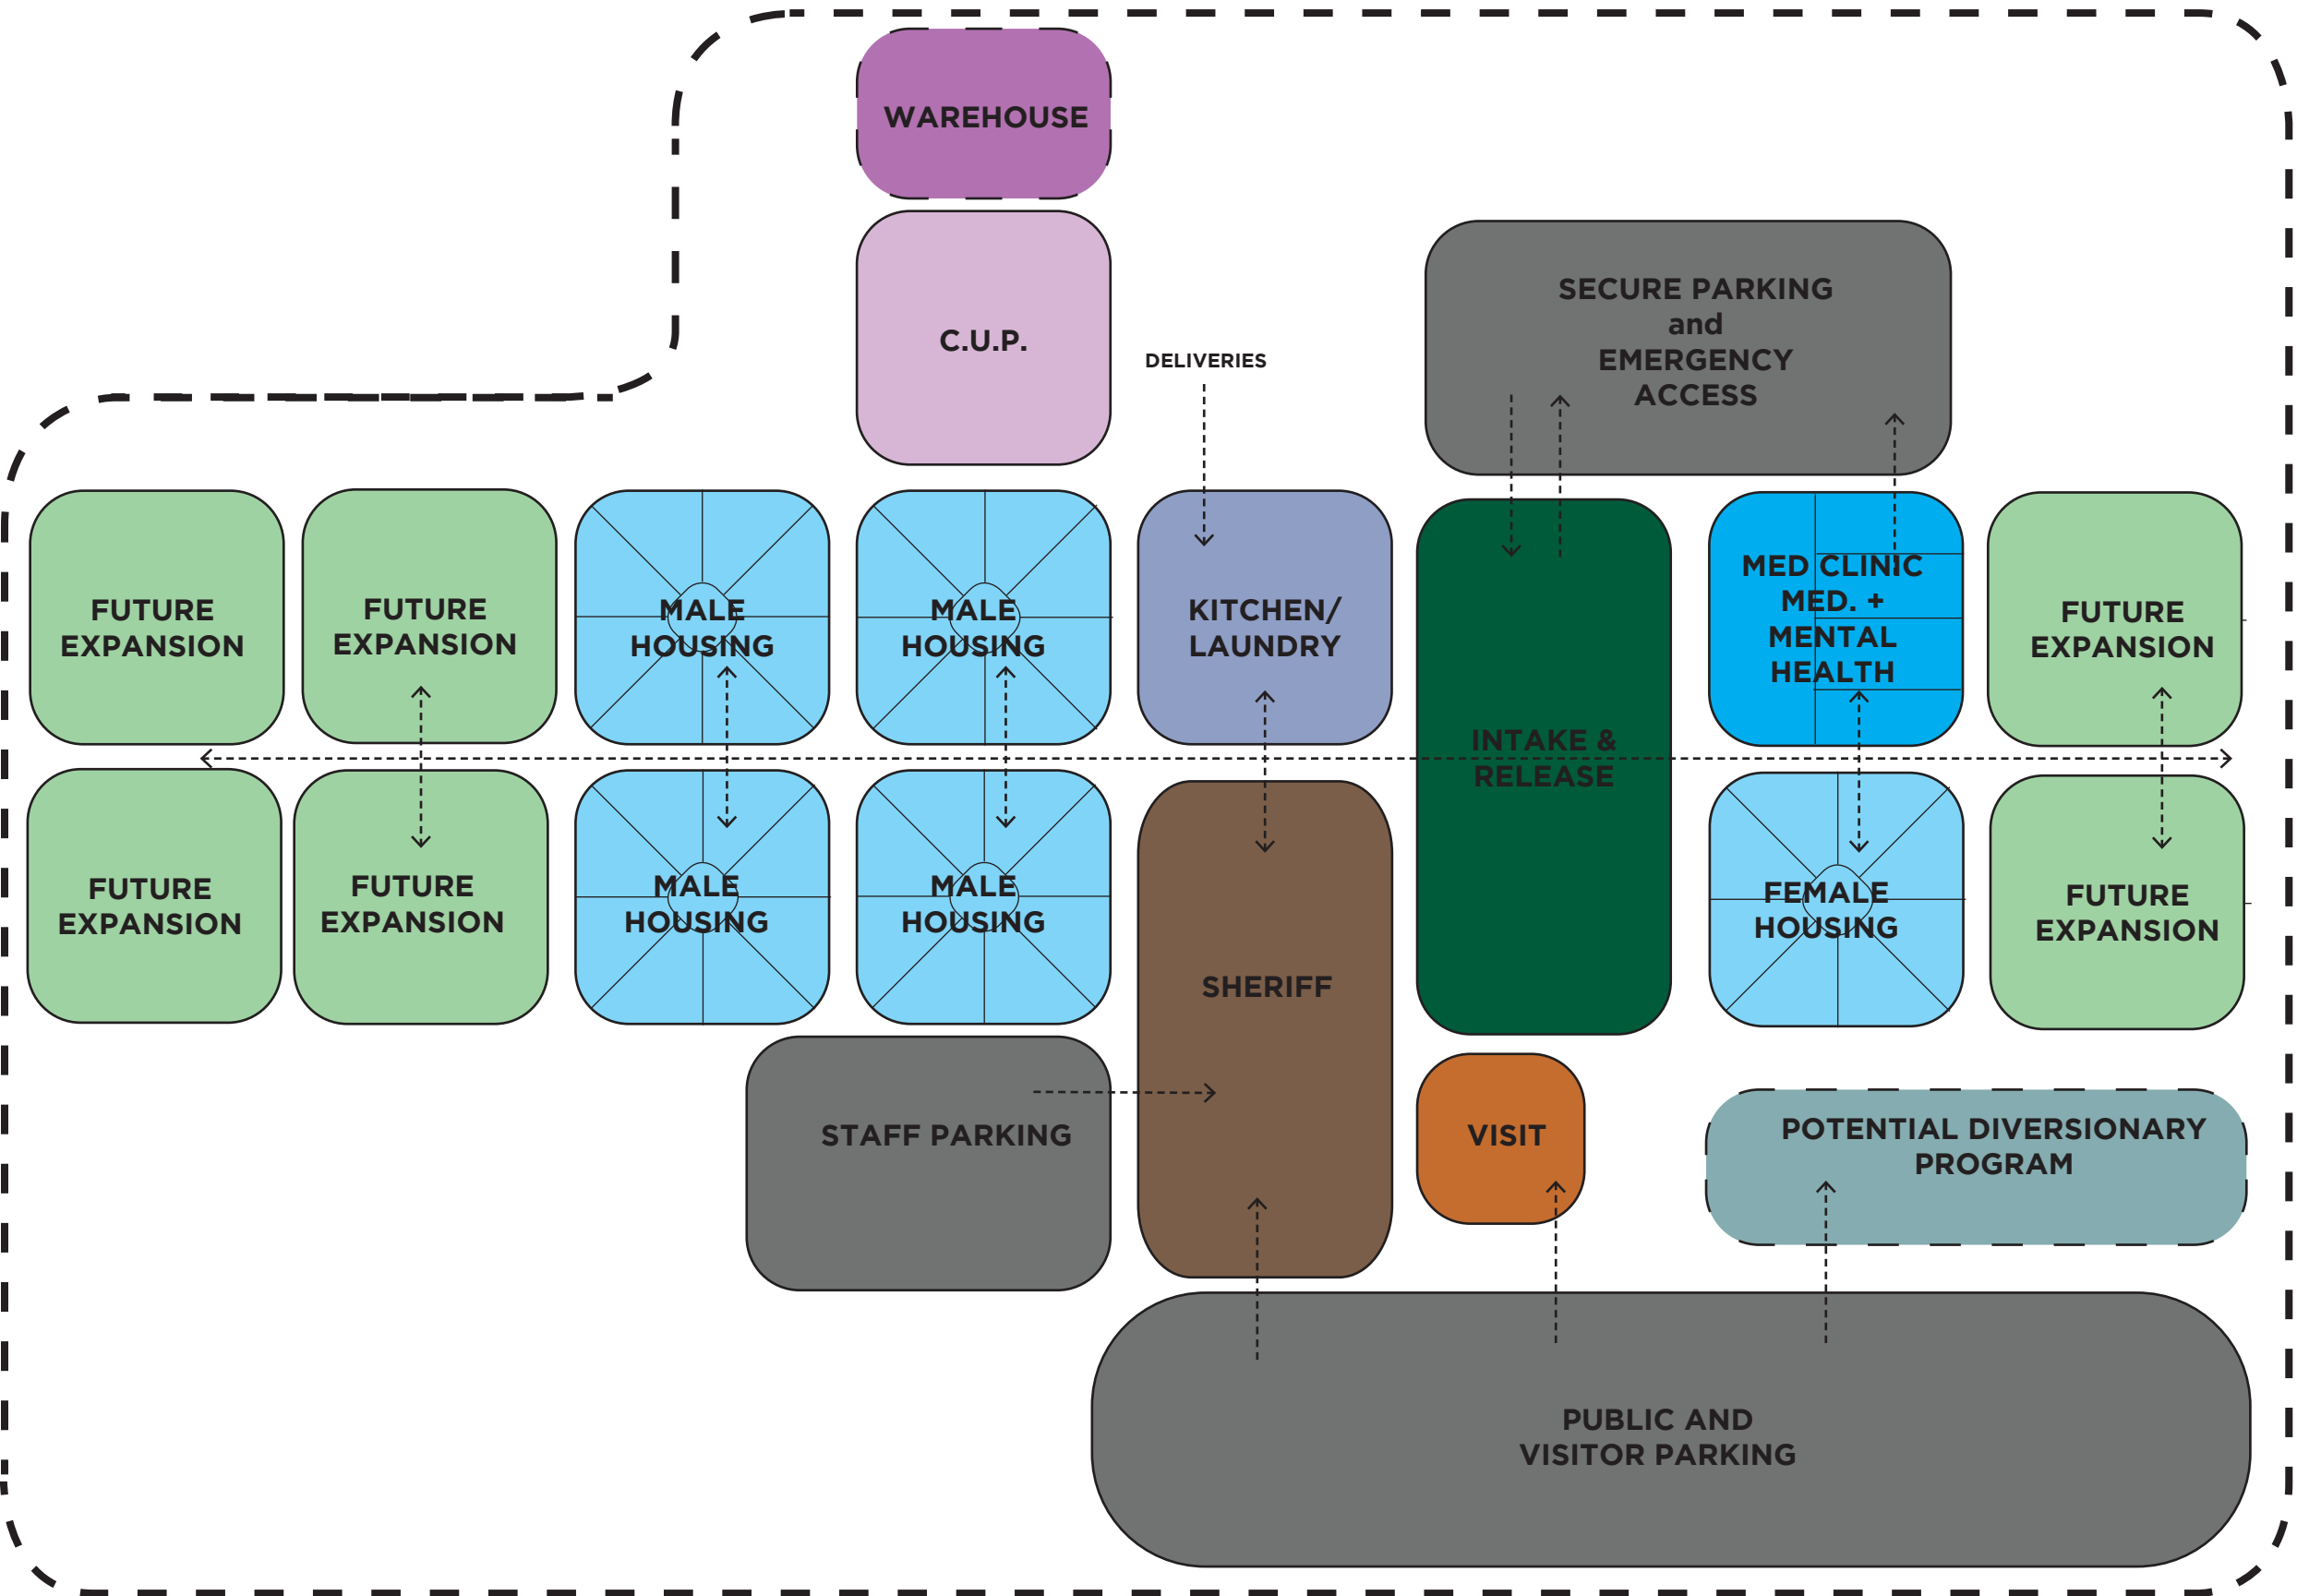 WAREHOUSE
C.U.P.
DELIVERIES
SECURE PARKING
and
EMERGENCY
ACCESS
FUTURE
EXPANSION
FUTURE
EXPANSION
MALE
HOUSING
MALE
HOUSING
KITCHEN/
LAUNDRY
INTAKE &
RELEASE
MED CLINIC
MED. +
MENTAL
HEALTH
FUTURE
EXPANSION
FUTURE
EXPANSION
FUTURE
EXPANSION
MALE
HOUSING
MALE
HOUSING
SHERIFF
FEMALE
HOUSING
FUTURE
EXPANSION
STAFF PARKING
VISIT
POTENTIAL DIVERSIONARY
PROGRAM
PUBLIC AND
VISITOR PARKING